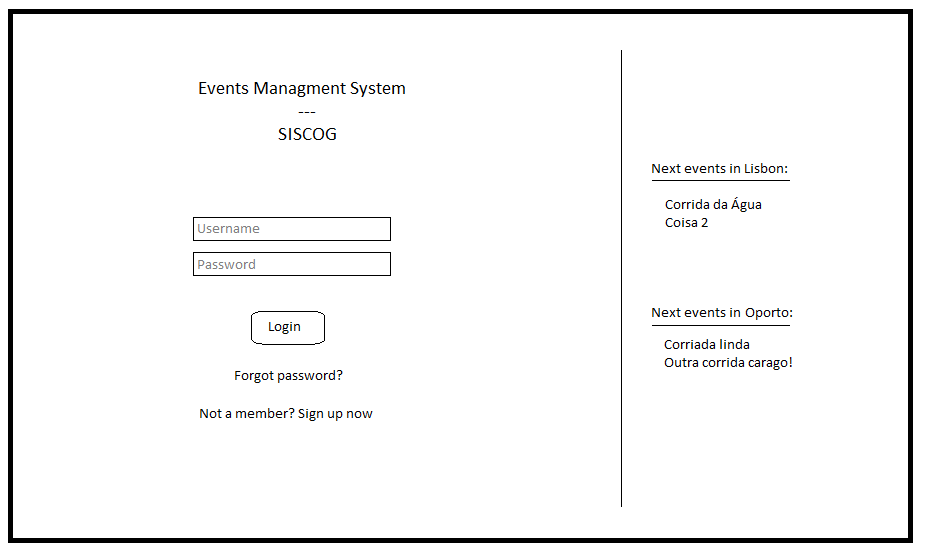 Events Managment System
---
SISCOG
Username
Password
Login
Forgot password?
Not a member? Sign up now
Next events in Lisbon:
Corrida da Água
Coisa 2
Next events in Oporto:
Corriada linda
Outra corrida carago!